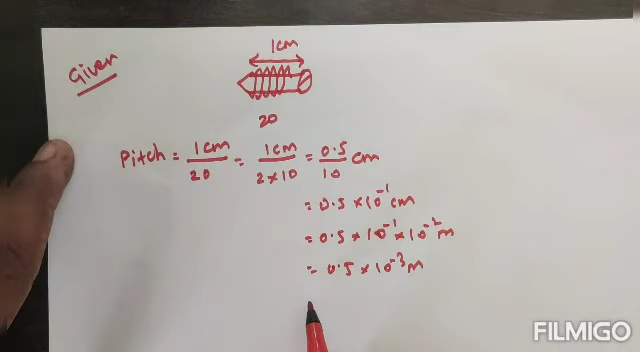 Given
1cm
20
Pitch = 1cm/20 = 1cm/2×10 = 0.5/10 cm
= 0.5 × 10⁻¹ cm
= 0.5 × 10⁻¹ × 10⁻² m
= 0.5 × 10⁻³ m
FILMIGO